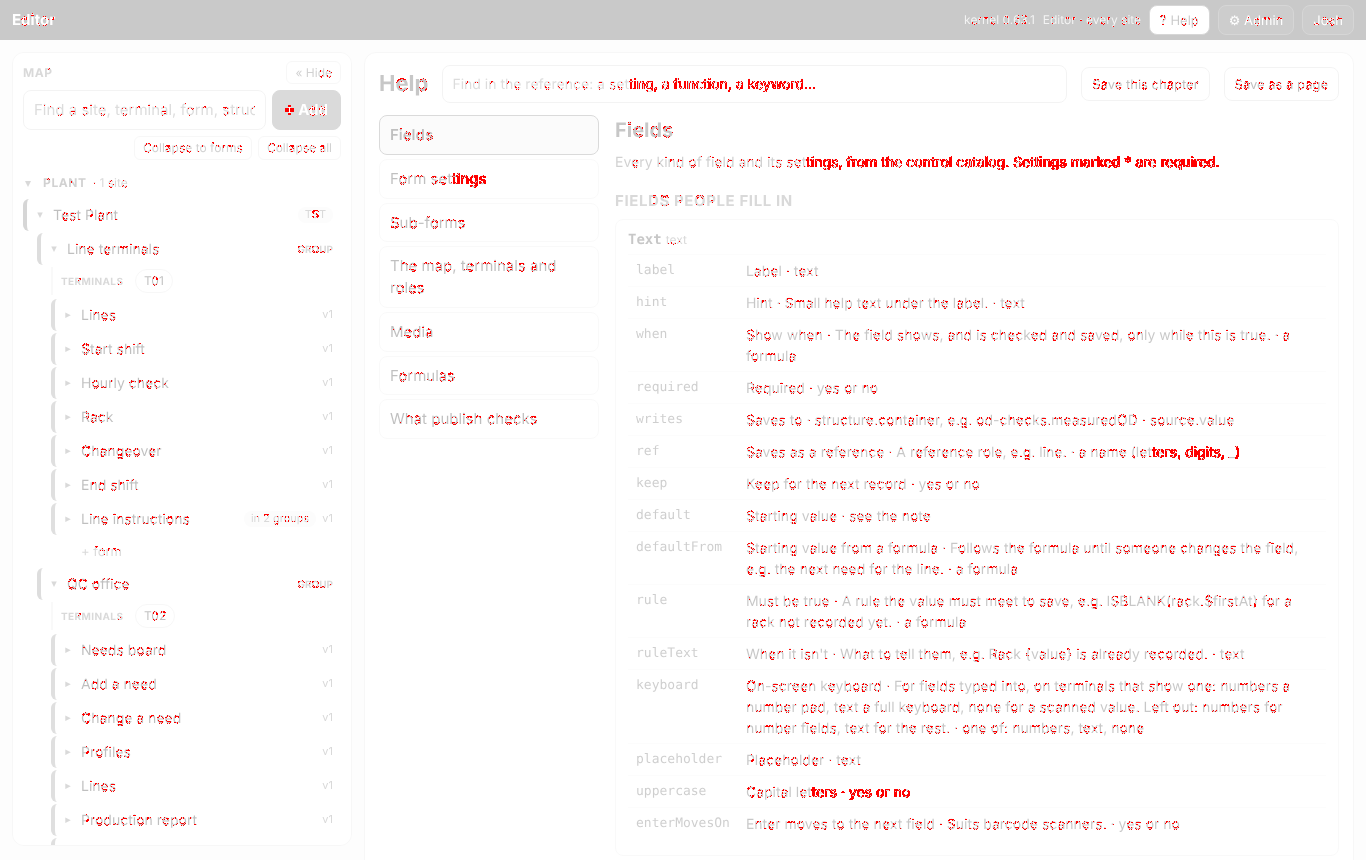 Editor
kernel 0.62.1 Editor · every site
? Help
Admin
Josh
MAP
« Hide
Find a site, terminal, form, struc
Add
Collapse to forms
Collapse all
PLANT · 1 site
Test Plant
TST
Line terminals
GROUP
TERMINALS
T01
Lines
v1
Start shift
v1
Hourly check
v1
Rack
v1
Changeover
v1
End shift
v1
Line instructions
in 2 groups
v1
+ form
QC office
GROUP
TERMINALS
T02
Needs board
v1
Add a need
v1
Change a need
v1
Profiles
v1
Lines
v1
Production report
v1
Help
Find in the reference: a setting, a function, a keyword...
Save this chapter
Save as a page
Fields
Form settings
Sub-forms
The map, terminals and
roles
Media
Formulas
What publish checks
Fields
Every kind of field and its settings, from the control catalog. Settings marked * are required.
FIELDS PEOPLE FILL IN
Text text
label
Label · text
hint
Hint · Small help text under the label. · text
when
Show when · The field shows, and is checked and saved, only while this is true. · a
formula
required
Required · yes or no
writes
Saves to · structure.container, e.g. od-checks.measuredOD · source.value
ref
Saves as a reference · A reference role, e.g. line. · a name (letters, digits, _)
keep
Keep for the next record · yes or no
default
Starting value · see the note
defaultFrom
Starting value from a formula · Follows the formula until someone changes the field,
e.g. the next need for the line. · a formula
rule
Must be true · A rule the value must meet to save, e.g. ISBLANK(rack.$firstAt) for a
rack not recorded yet. · a formula
ruleText
When it isn't · What to tell them, e.g. Rack {value} is already recorded. · text
keyboard
On-screen keyboard · For fields typed into, on terminals that show one: numbers a
number pad, text a full keyboard, none for a scanned value. Left out: numbers for
number fields, text for the rest. · one of: numbers, text, none
placeholder
Placeholder · text
uppercase
Capital letters · yes or no
enterMovesOn
Enter moves to the next field · Suits barcode scanners. · yes or no